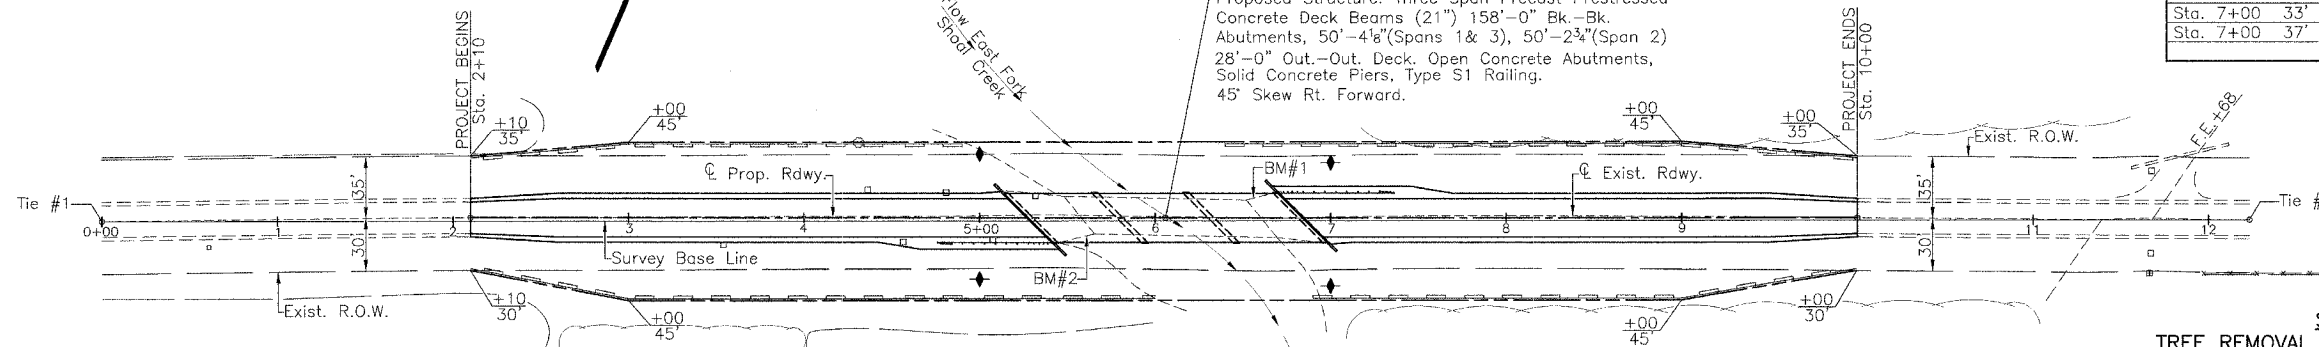 Proposed Structure: Three Span Precast Prestressed
Concrete Deck Beams (21") 158'-0" Bk.-Bk.
Abutments, 50'-4⅛"(Spans 1& 3), 50'-2¾"(Span 2)
28'-0" Out.-Out. Deck. Open Concrete Abutments,
Solid Concrete Piers, Type S1 Railing.
45° Skew Rt. Forward.
Sta. 7+00 33'
Sta. 7+00 37'
PROJECT BEGINS
Sta. 2+10
Flow East Fork
Shoal Creek
PROJECT ENDS
Sta. 10+00
+10
35'
+00
45'
+00
45'
+00
35'
F.E. +68
Exist. R.O.W.
35'
℄ Prop. Rdwy.
BM#1
℄ Exist. Rdwy.
35'
Tie #1
Tie #
0+00
1
2
3
4
5+00
6
7
8
9
11
12
30'
Survey Base Line
BM#2
30'
Exist. R.O.W.
+10
30'
+00
45'
+00
45'
+00
30'
TREE REMOVAL